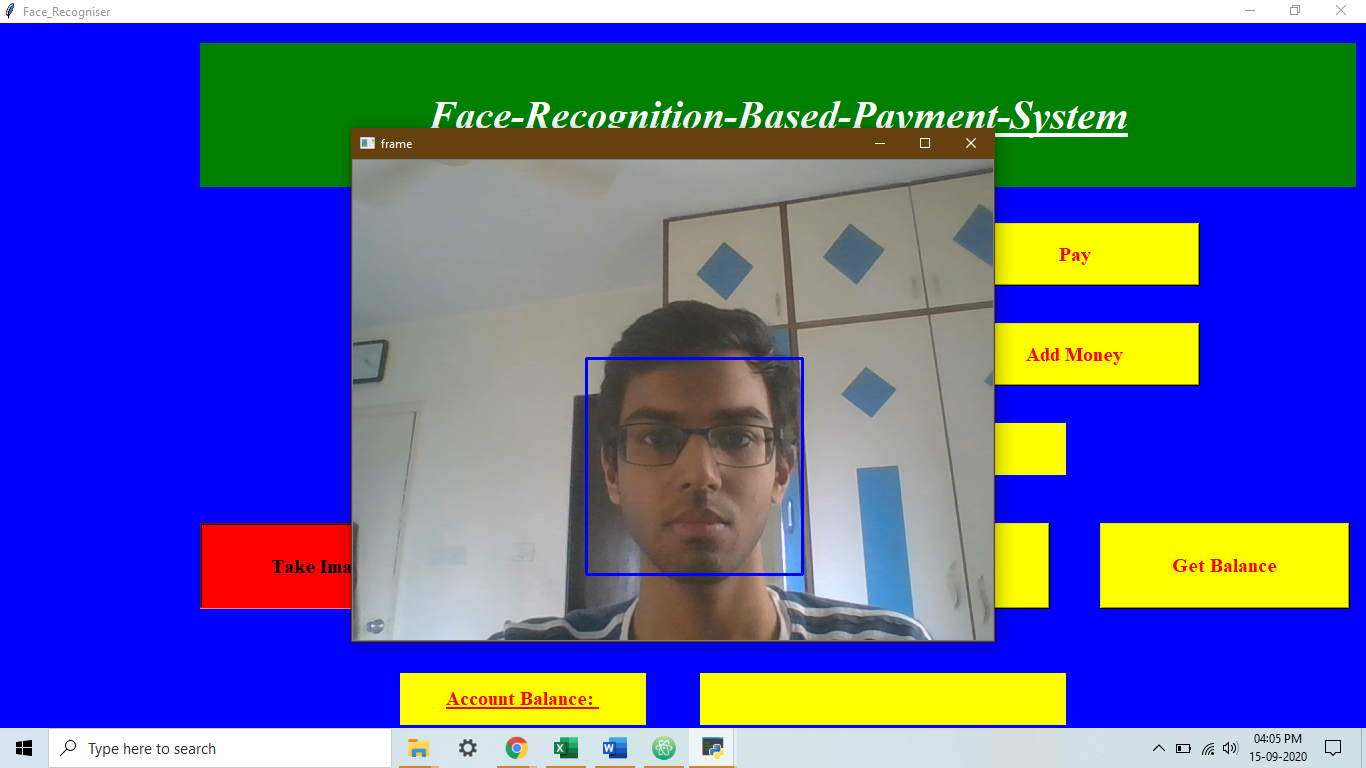 Face_Recogniser
Face-Recognition-Based-Payment-System
frame
Pay
Add Money
Take Ima
Get Balance
Account Balance:
Type here to search
04:05 PM
15-09-2020